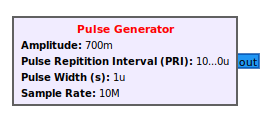 Pulse Generator
Amplitude: 700m
Pulse Repitition Interval (PRI): 10...0u
Pulse Width (s): 1u
Sample Rate: 10M
out